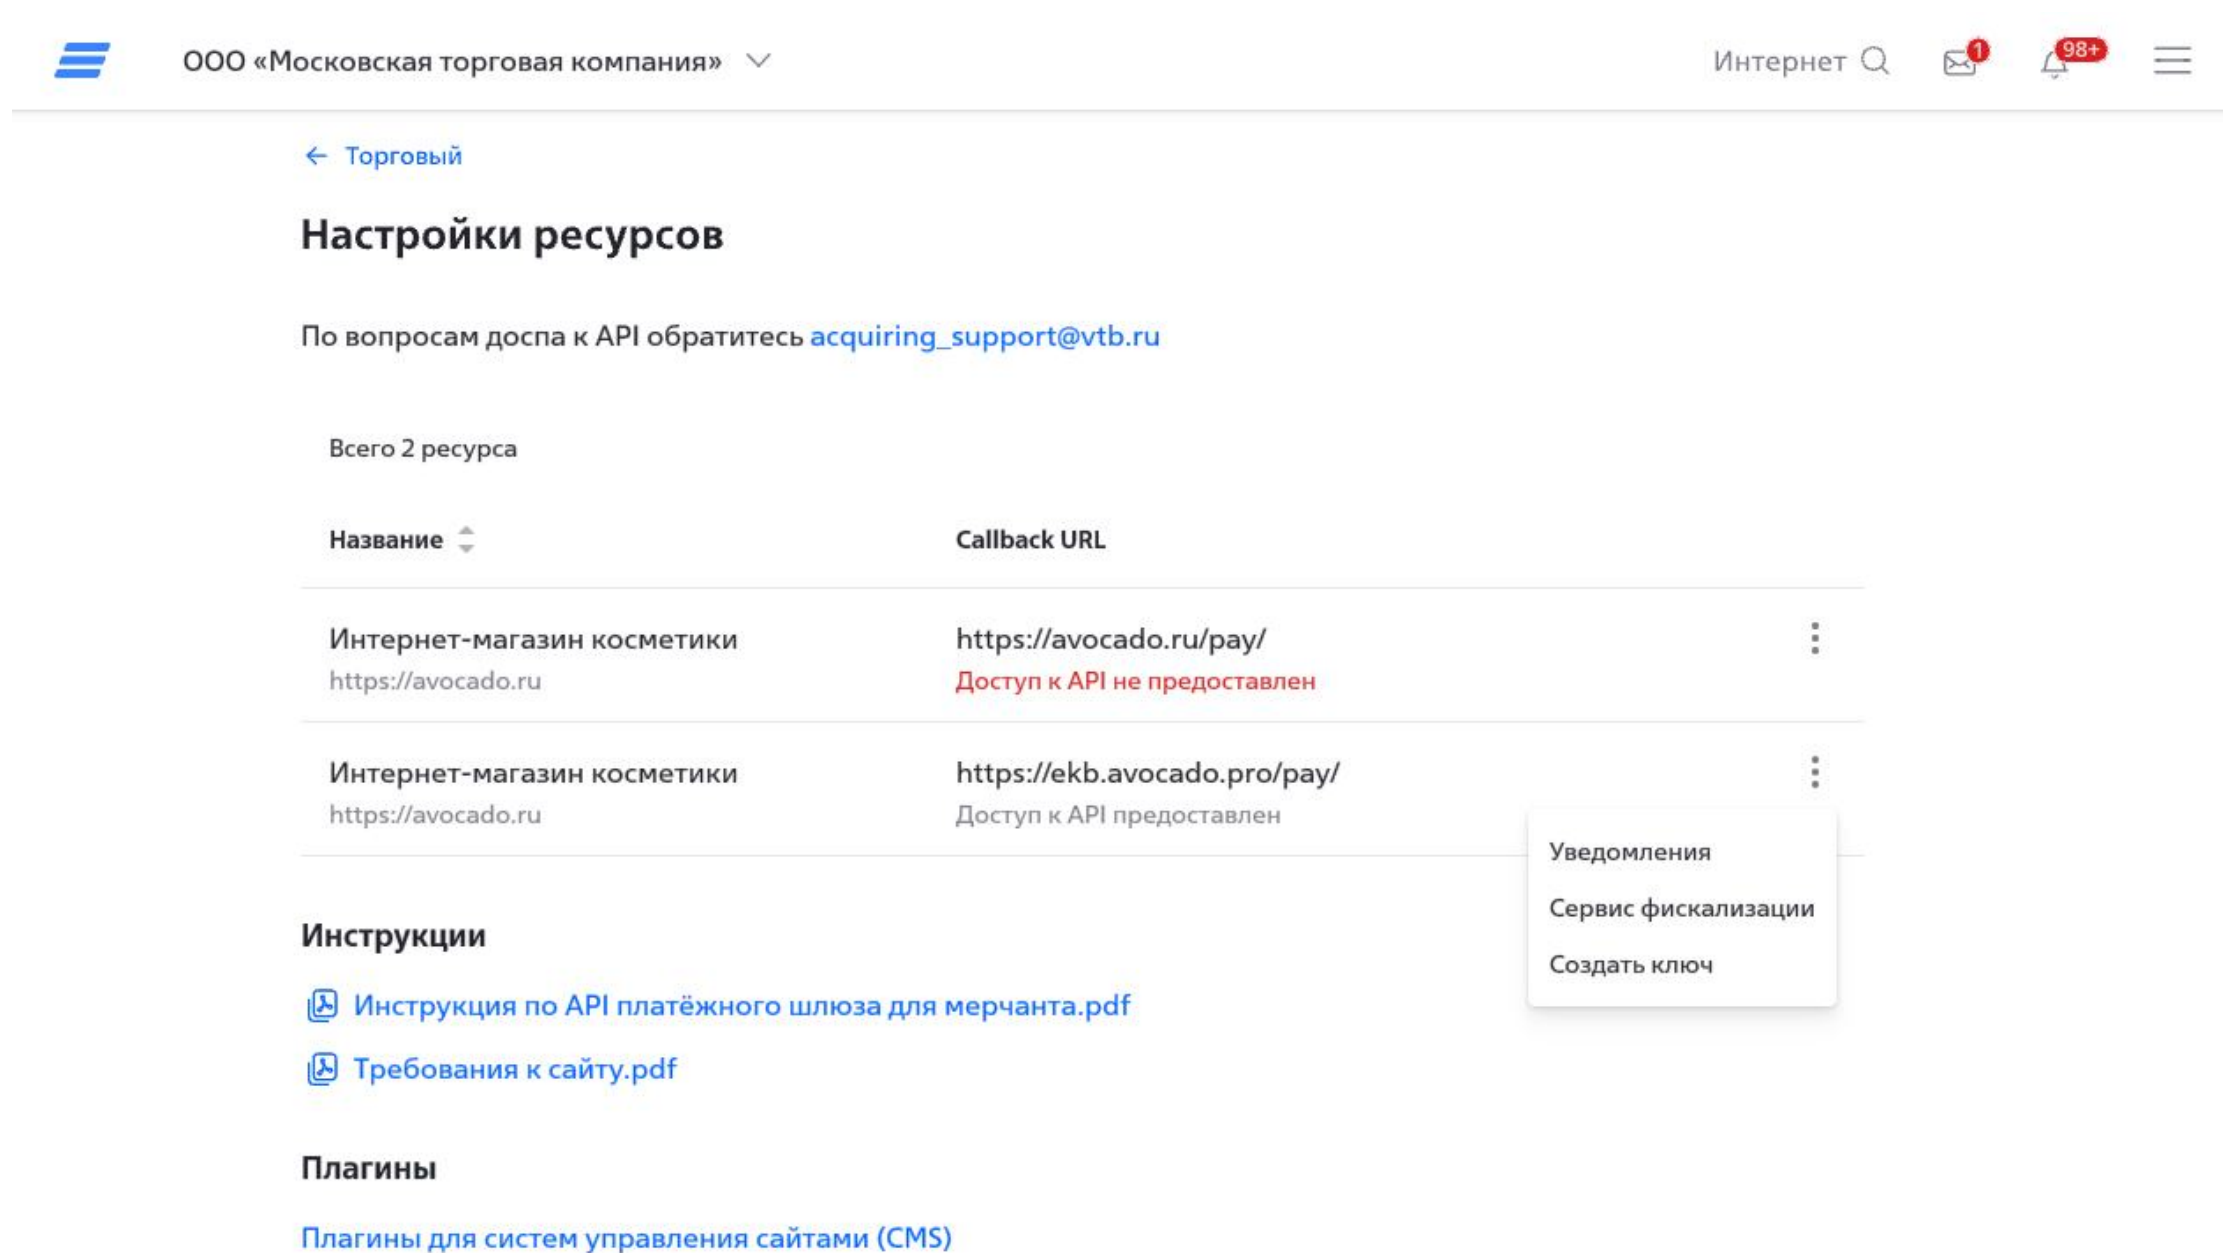 ООО «Московская торговая компания»
Интернет
1
98+
← Торговый
Настройки ресурсов
По вопросам доспа к API обратитесь acquiring_support@vtb.ru
Всего 2 ресурса
Название
Callback URL
Интернет-магазин косметики
https://avocado.ru
https://avocado.ru/pay/
Доступ к API не предоставлен
Интернет-магазин косметики
https://avocado.ru
https://ekb.avocado.pro/pay/
Доступ к API предоставлен
Уведомления
Сервис фискализации
Создать ключ
Инструкции
Инструкция по API платёжного шлюза для мерчанта.pdf
Требования к сайту.pdf
Плагины
Плагины для систем управления сайтами (CMS)